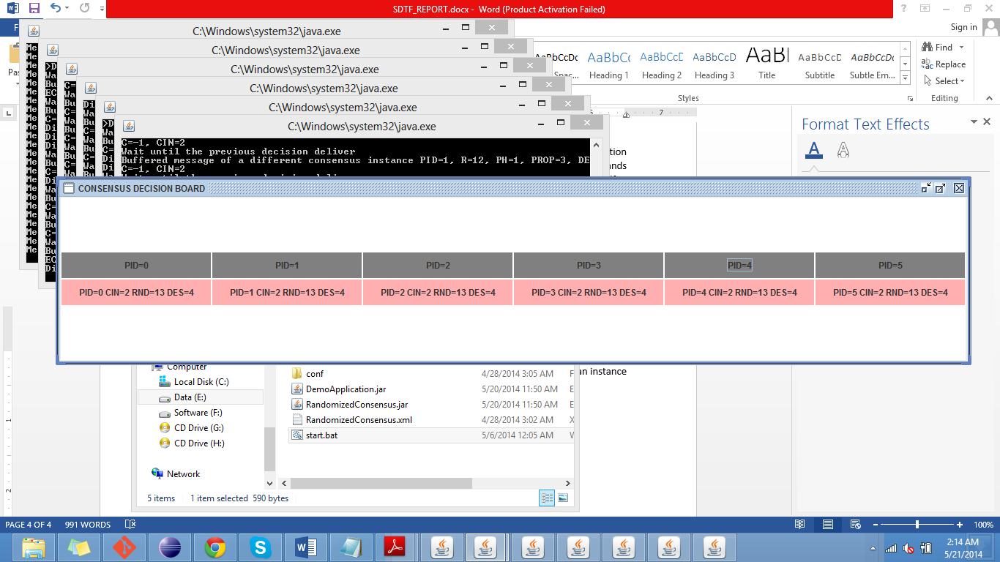 SDTF_REPORT.docx - Word (Product Activation Failed)
Sign in
C:\Windows\system32\java.exe
C:\Windows\system32\java.exe
C:\Windows\system32\java.exe
C:\Windows\system32\java.exe
C:\Windows\system32\java.exe
C:\Windows\system32\java.exe
C=-1, CIN=2
Wait until the previous decision deliver
Buffered message of a different consensus instance PID=1, R=12, PH=1, PROP=3, DE
C=-1, CIN=2
AaBbCcDc AaBbCc AaBbCcD AaBbCcD AaBl AaBbCcD AaBbCcDc
Spac... Heading 1 Heading 2 Heading 3 Title Subtitle Subtle Em...
Styles
Find
Replace
Select
Editing
7
Format Text Effects
CONSENSUS DECISION BOARD
PID=0 PID=1 PID=2 PID=3 PID=4 PID=5
PID=0 CIN=2 RND=13 DES=4 PID=1 CIN=2 RND=13 DES=4 PID=2 CIN=2 RND=13 DES=4 PID=3 CIN=2 RND=13 DES=4 PID=4 CIN=2 RND=13 DES=4 PID=5 CIN=2 RND=13 DES=4
Computer
Local Disk (C:)
Data (E:)
Software (F:)
CD Drive (G:)
CD Drive (H:)
Network
conf 4/28/2014 3:05 AM
DemoApplication.jar 5/20/2014 11:50 AM
RandomizedConsensus.jar 5/20/2014 11:50 AM
RandomizedConsensus.xml 4/28/2014 3:02 AM
start.bat 5/6/2014 12:05 AM
an instance
5 items 1 item selected 590 bytes
PAGE 4 OF 4 991 WORDS
100%
2:14 AM
5/21/2014